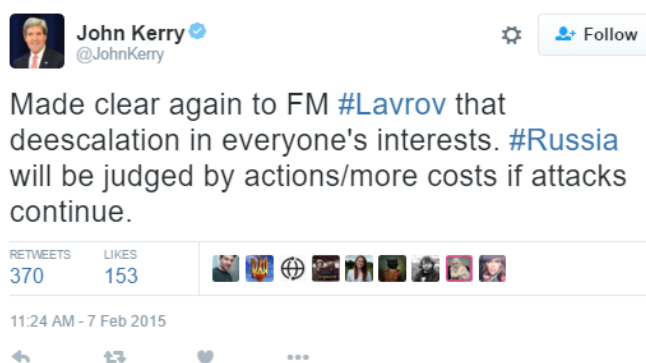 John Kerry
@JohnKerry
Follow
Made clear again to FM #Lavrov that
deescalation in everyone's interests. #Russia
will be judged by actions/more costs if attacks
continue.
RETWEETS LIKES
370 153
11:24 AM - 7 Feb 2015